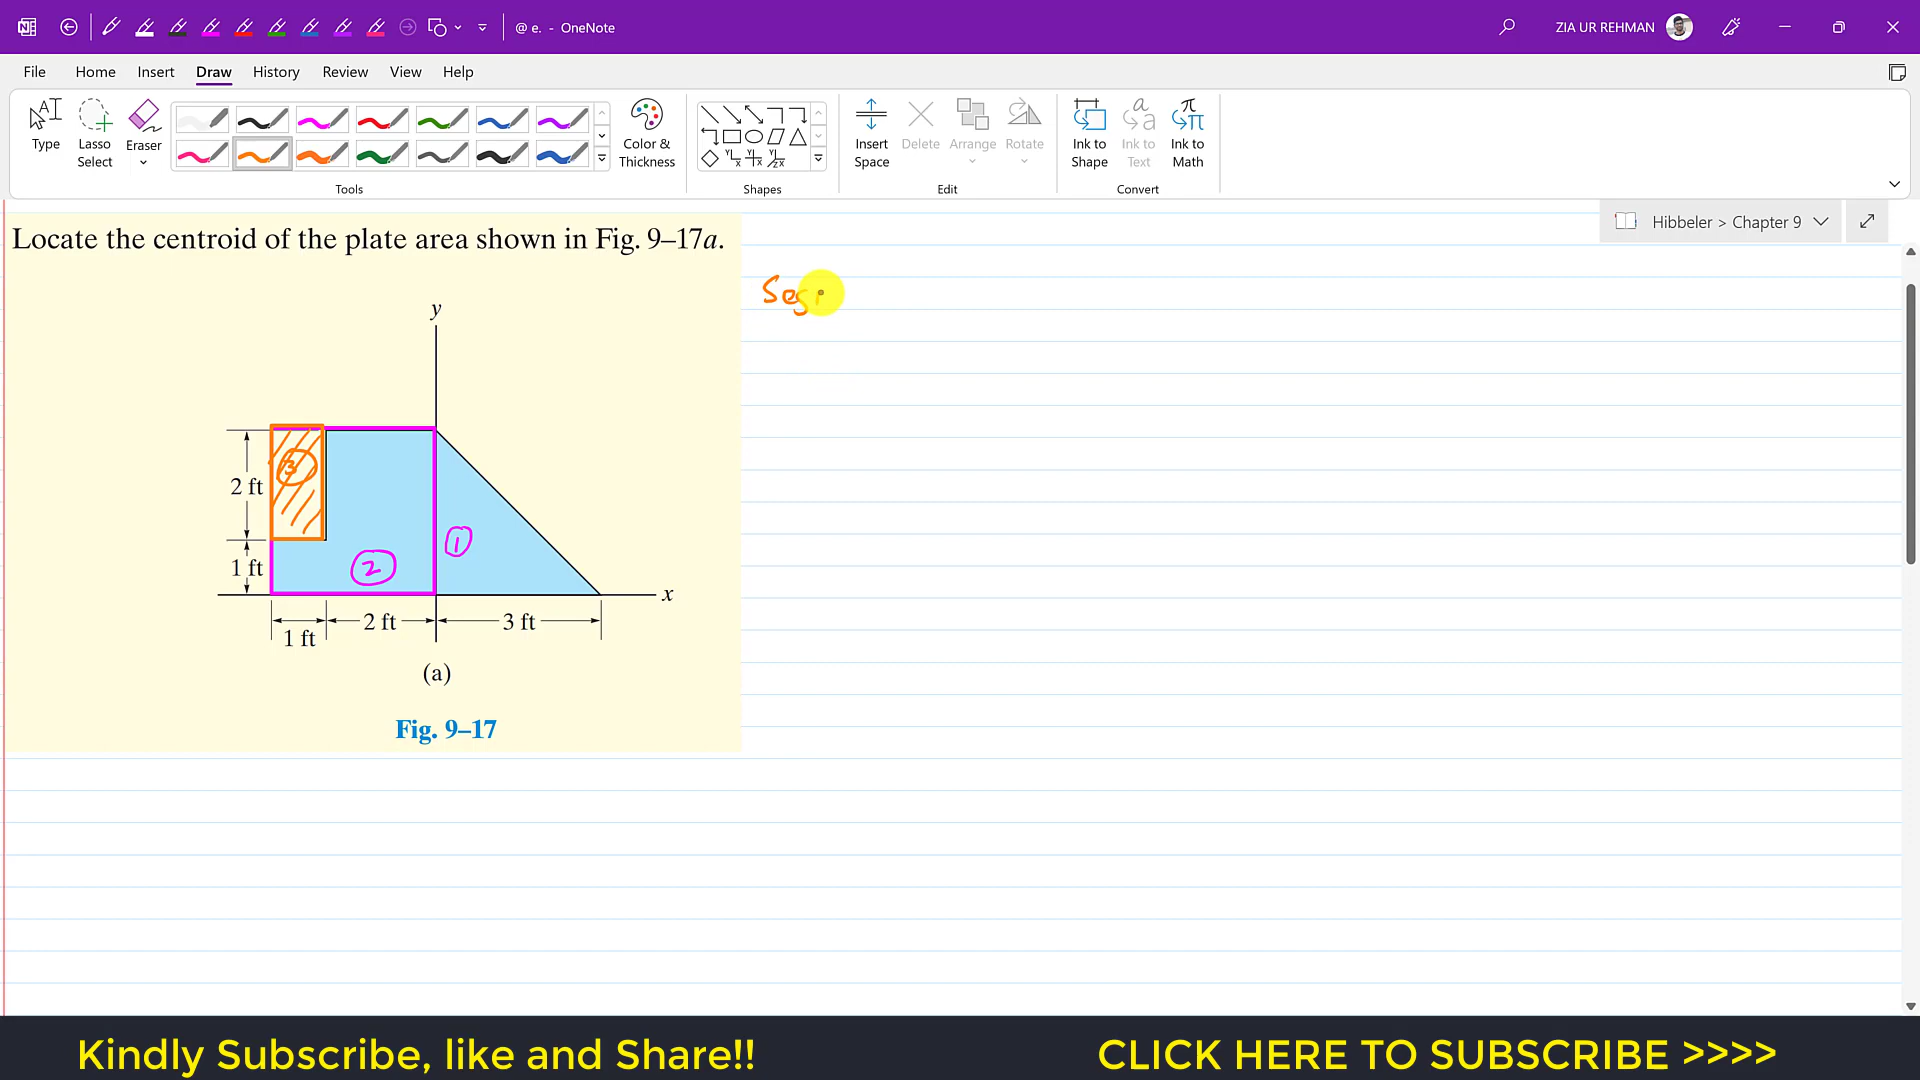 @ e. - OneNote
ZIA UR REHMAN
File Home Insert Draw History Review View Help
Type
Lasso Select
Eraser
Color & Thickness
Insert Space
Delete
Arrange
Rotate
Ink to Shape
Ink to Text
Ink to Math
Tools
Shapes
Edit
Convert
Hibbeler > Chapter 9
Locate the centroid of the plate area shown in Fig. 9–17a.
y
2 ft
3
1 ft
2
1
x
1 ft
2 ft
3 ft
(a)
Fig. 9–17
Kindly Subscribe, like and Share!!
CLICK HERE TO SUBSCRIBE >>>>